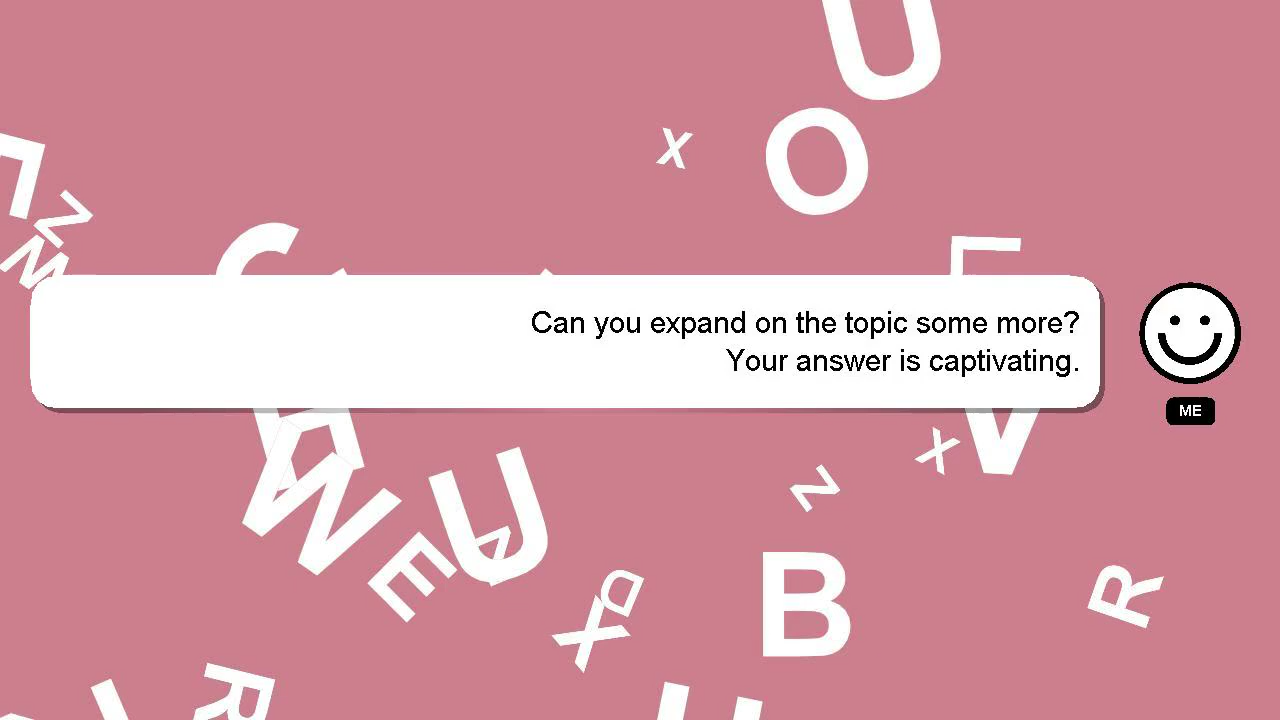 U
O
X
Z
M
C
Can you expand on the topic some more?
Your answer is captivating.
ME
W
E
U
X
Z
V
D
X
B
R
R